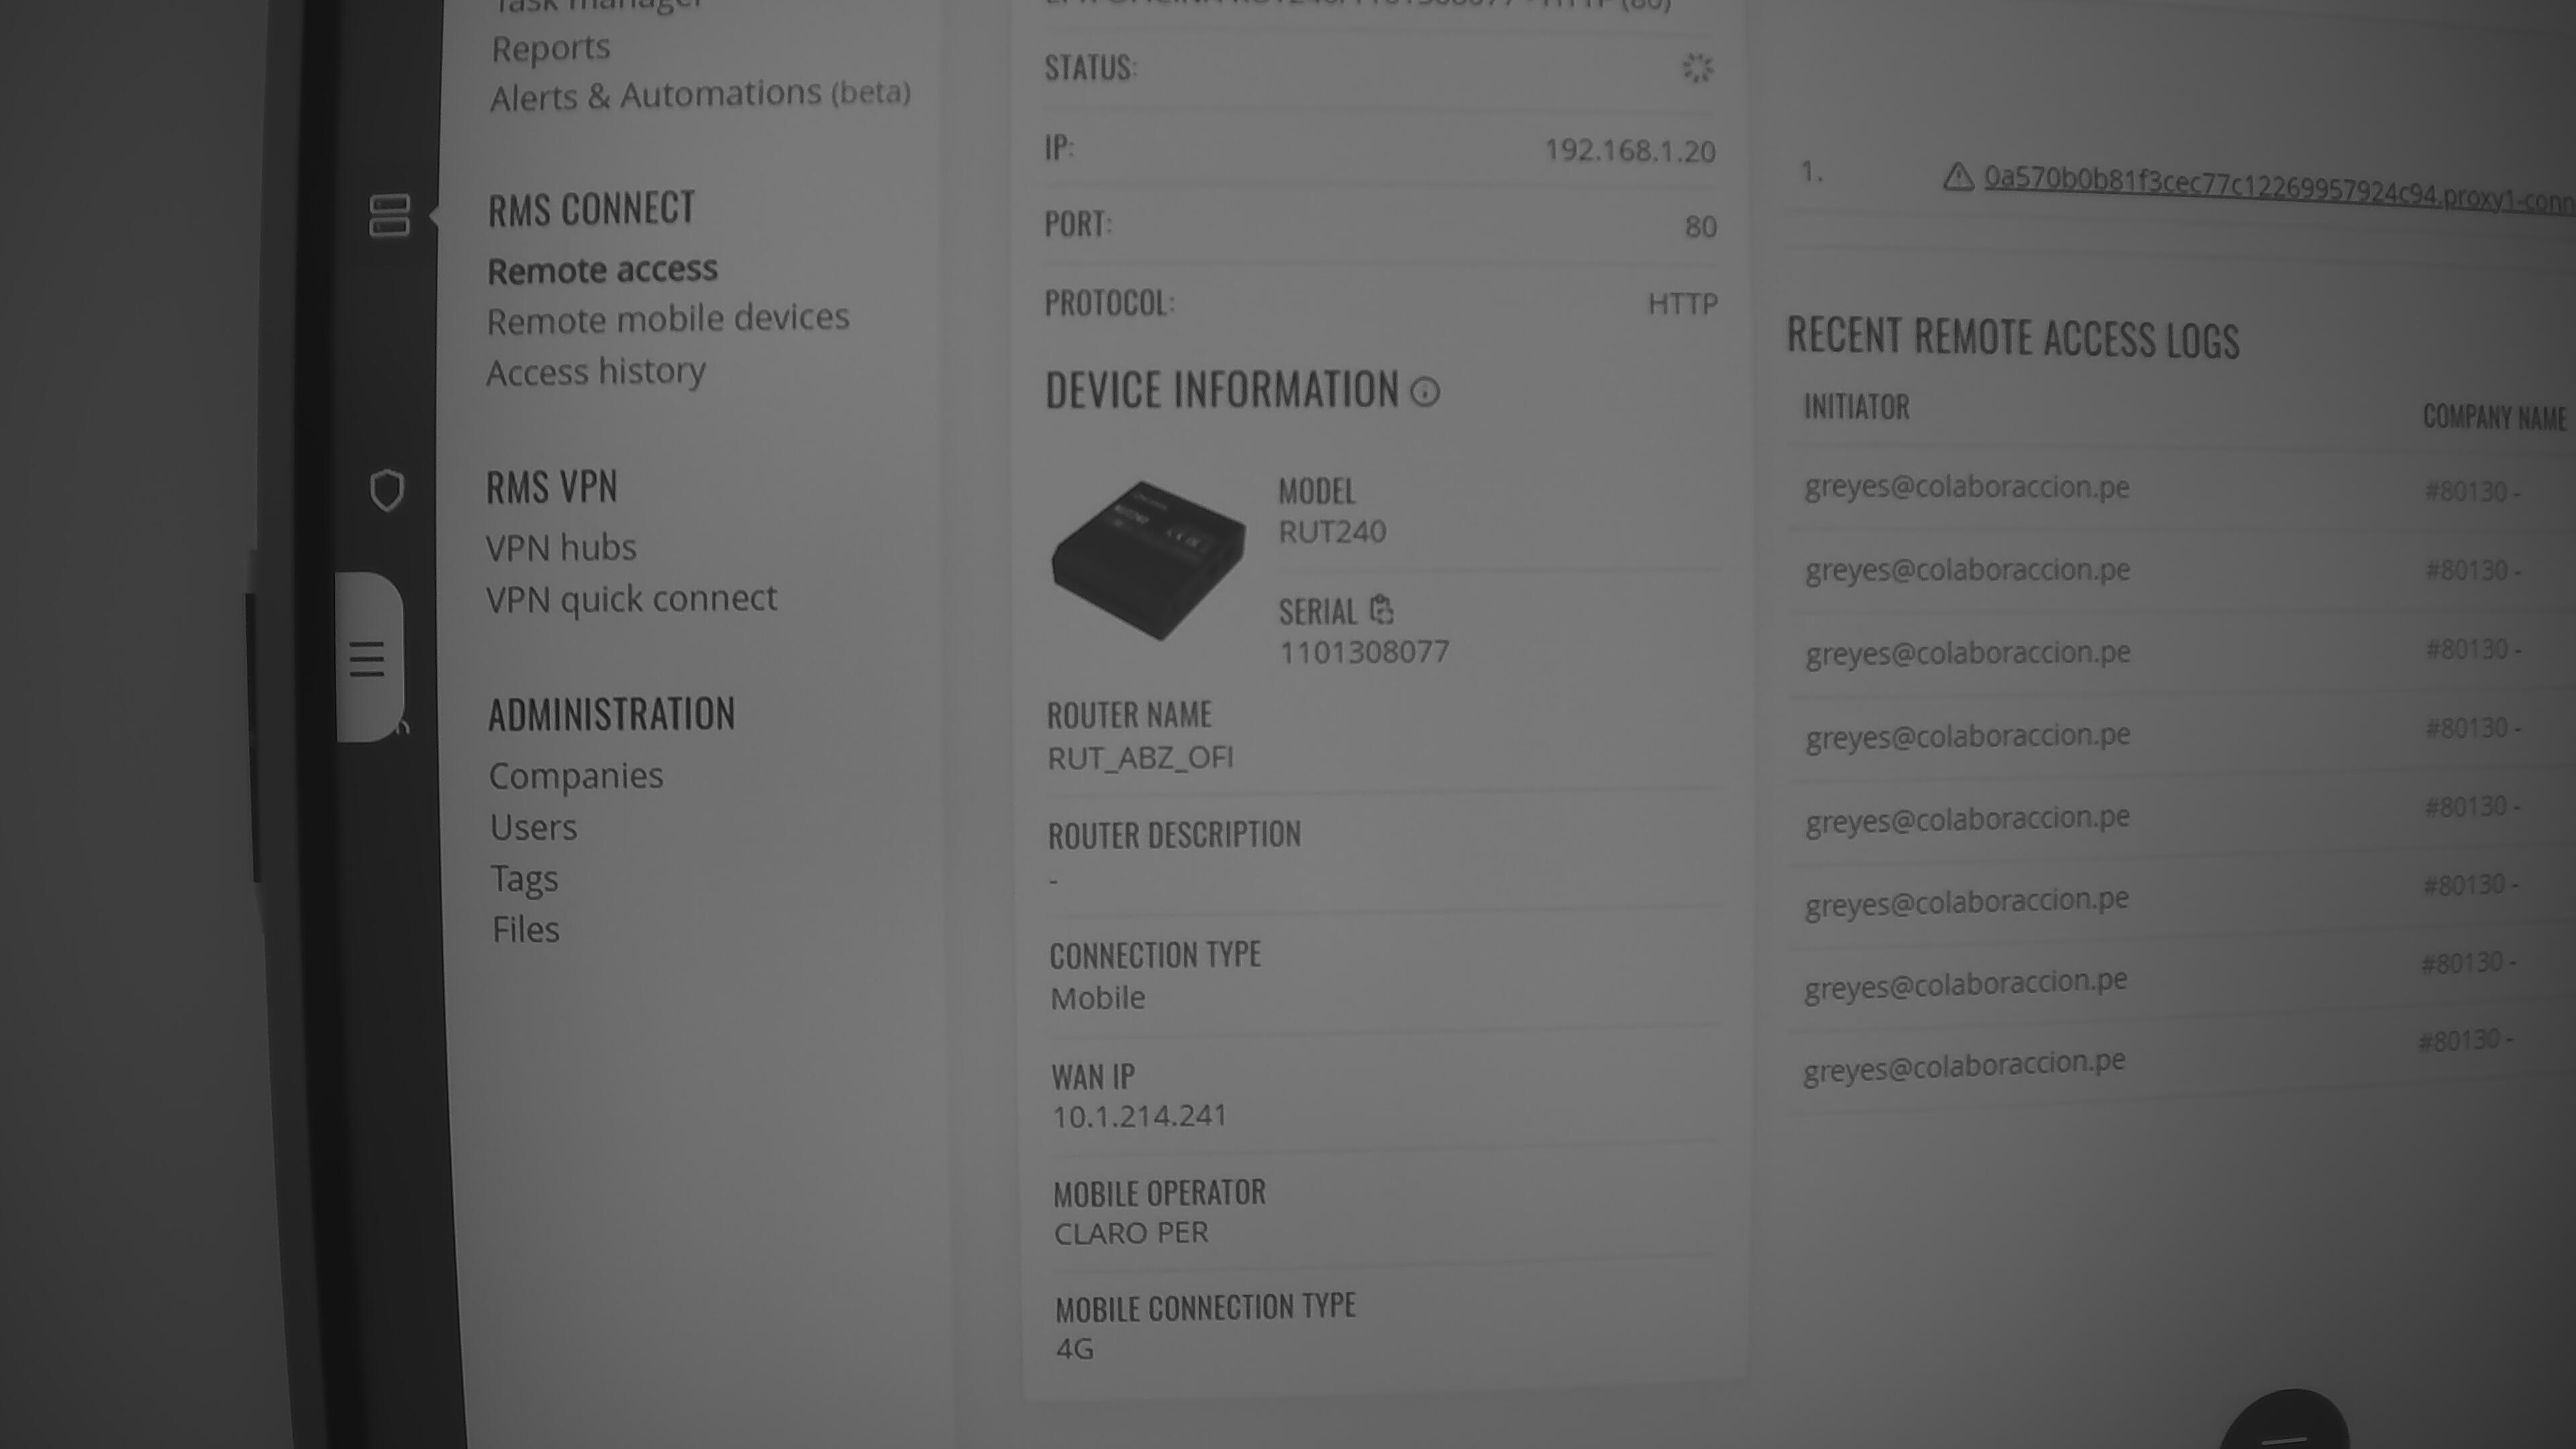 Task manager
Reports
Alerts & Automations (beta)
RMS CONNECT
Remote access
Remote mobile devices
Access history
RMS VPN
VPN hubs
VPN quick connect
ADMINISTRATION
Companies
Users
Tags
Files
HTTP (80)
STATUS:
IP: 192.168.1.20
PORT: 80
PROTOCOL: HTTP
DEVICE INFORMATION
MODEL
RUT240
SERIAL
1101308077
ROUTER NAME
RUT_ABZ_OFI
ROUTER DESCRIPTION
-
CONNECTION TYPE
Mobile
WAN IP
10.1.214.241
MOBILE OPERATOR
CLARO PER
MOBILE CONNECTION TYPE
4G
1. 0a570b0b81f3cec77c12269957924c94.proxy1-conn
RECENT REMOTE ACCESS LOGS
INITIATOR COMPANY NAME
greyes@colaboraccion.pe #80130 -
greyes@colaboraccion.pe #80130 -
greyes@colaboraccion.pe #80130 -
greyes@colaboraccion.pe #80130 -
greyes@colaboraccion.pe #80130 -
greyes@colaboraccion.pe #80130 -
greyes@colaboraccion.pe #80130 -
greyes@colaboraccion.pe #80130 -